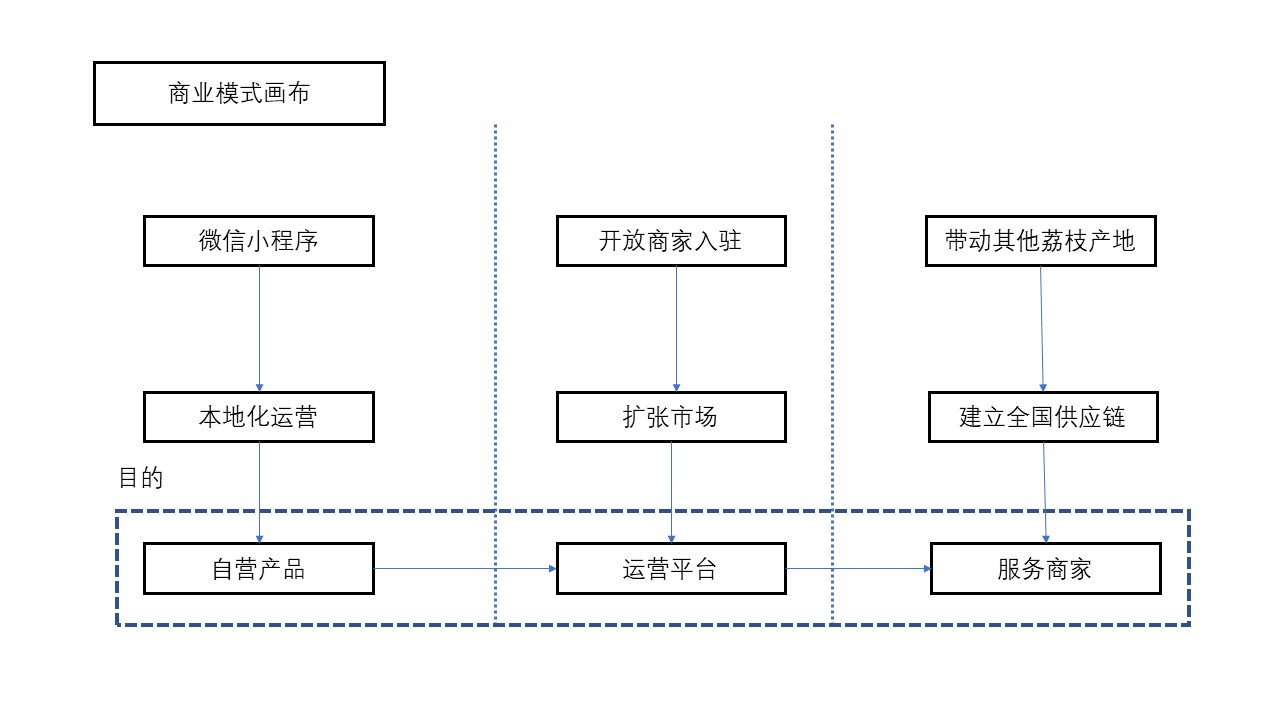 商业模式画布
微信小程序
开放商家入驻
带动其他荔枝产地
本地化运营
扩张市场
建立全国供应链
目的
自营产品
运营平台
服务商家